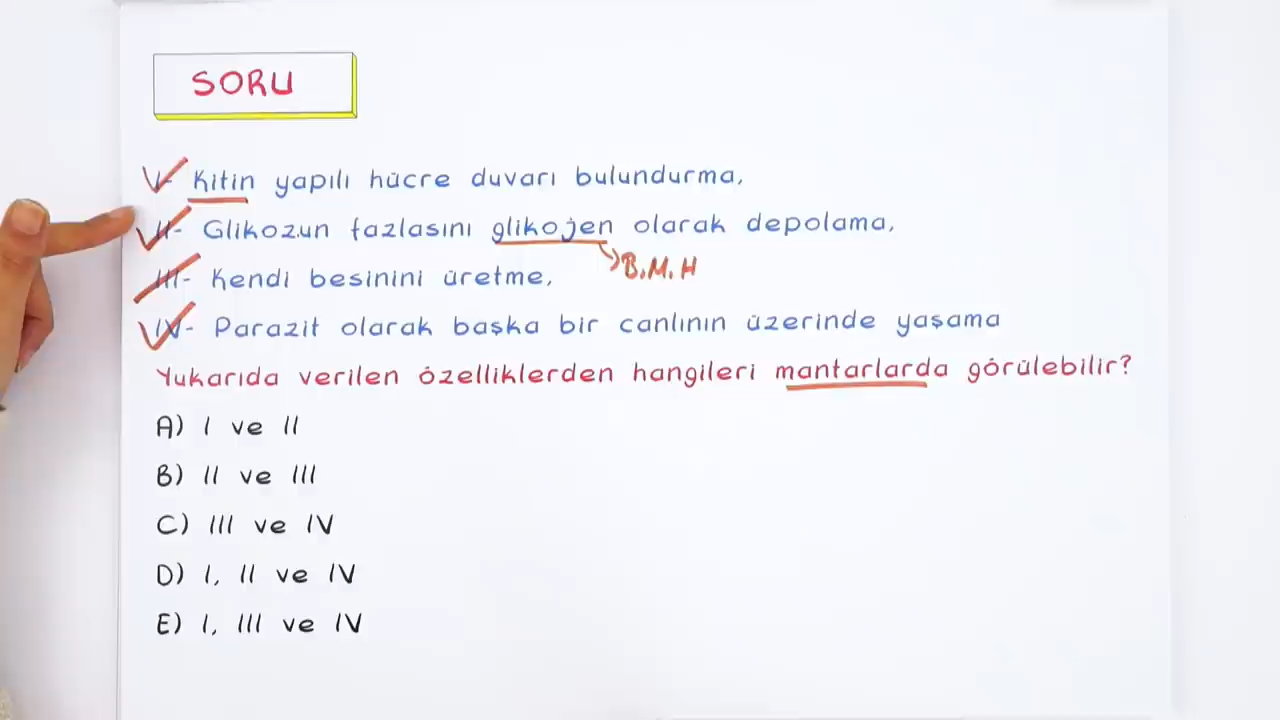 SORU
I- Kitin yapılı hücre duvarı bulundurma,
II- Glikozun fazlasını glikojen olarak depolama,
B.M.H
III- Kendi besinini üretme,
IV- Parazit olarak başka bir canlının üzerinde yaşama
Yukarıda verilen özelliklerden hangileri mantarlarda görülebilir?
A) I ve II
B) II ve III
C) III ve IV
D) I, II ve IV
E) I, III ve IV